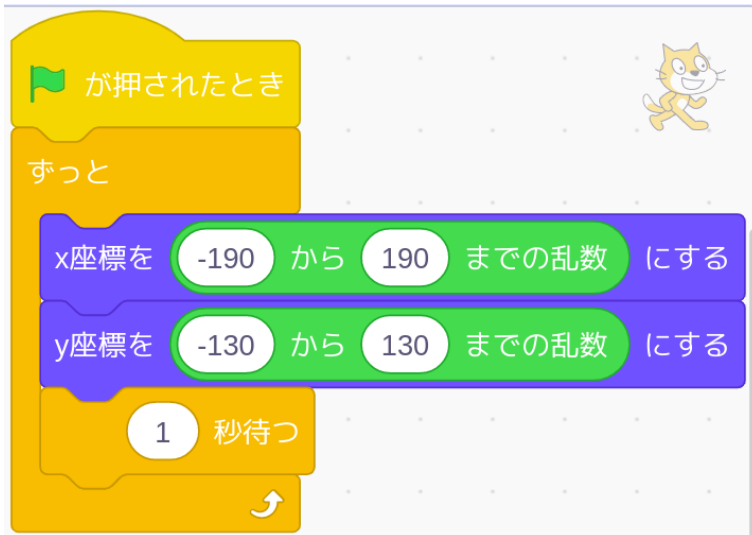 が押されたとき
ずっと
x座標を -190 から 190 までの乱数 にする
y座標を -130 から 130 までの乱数 にする
1 秒待つ